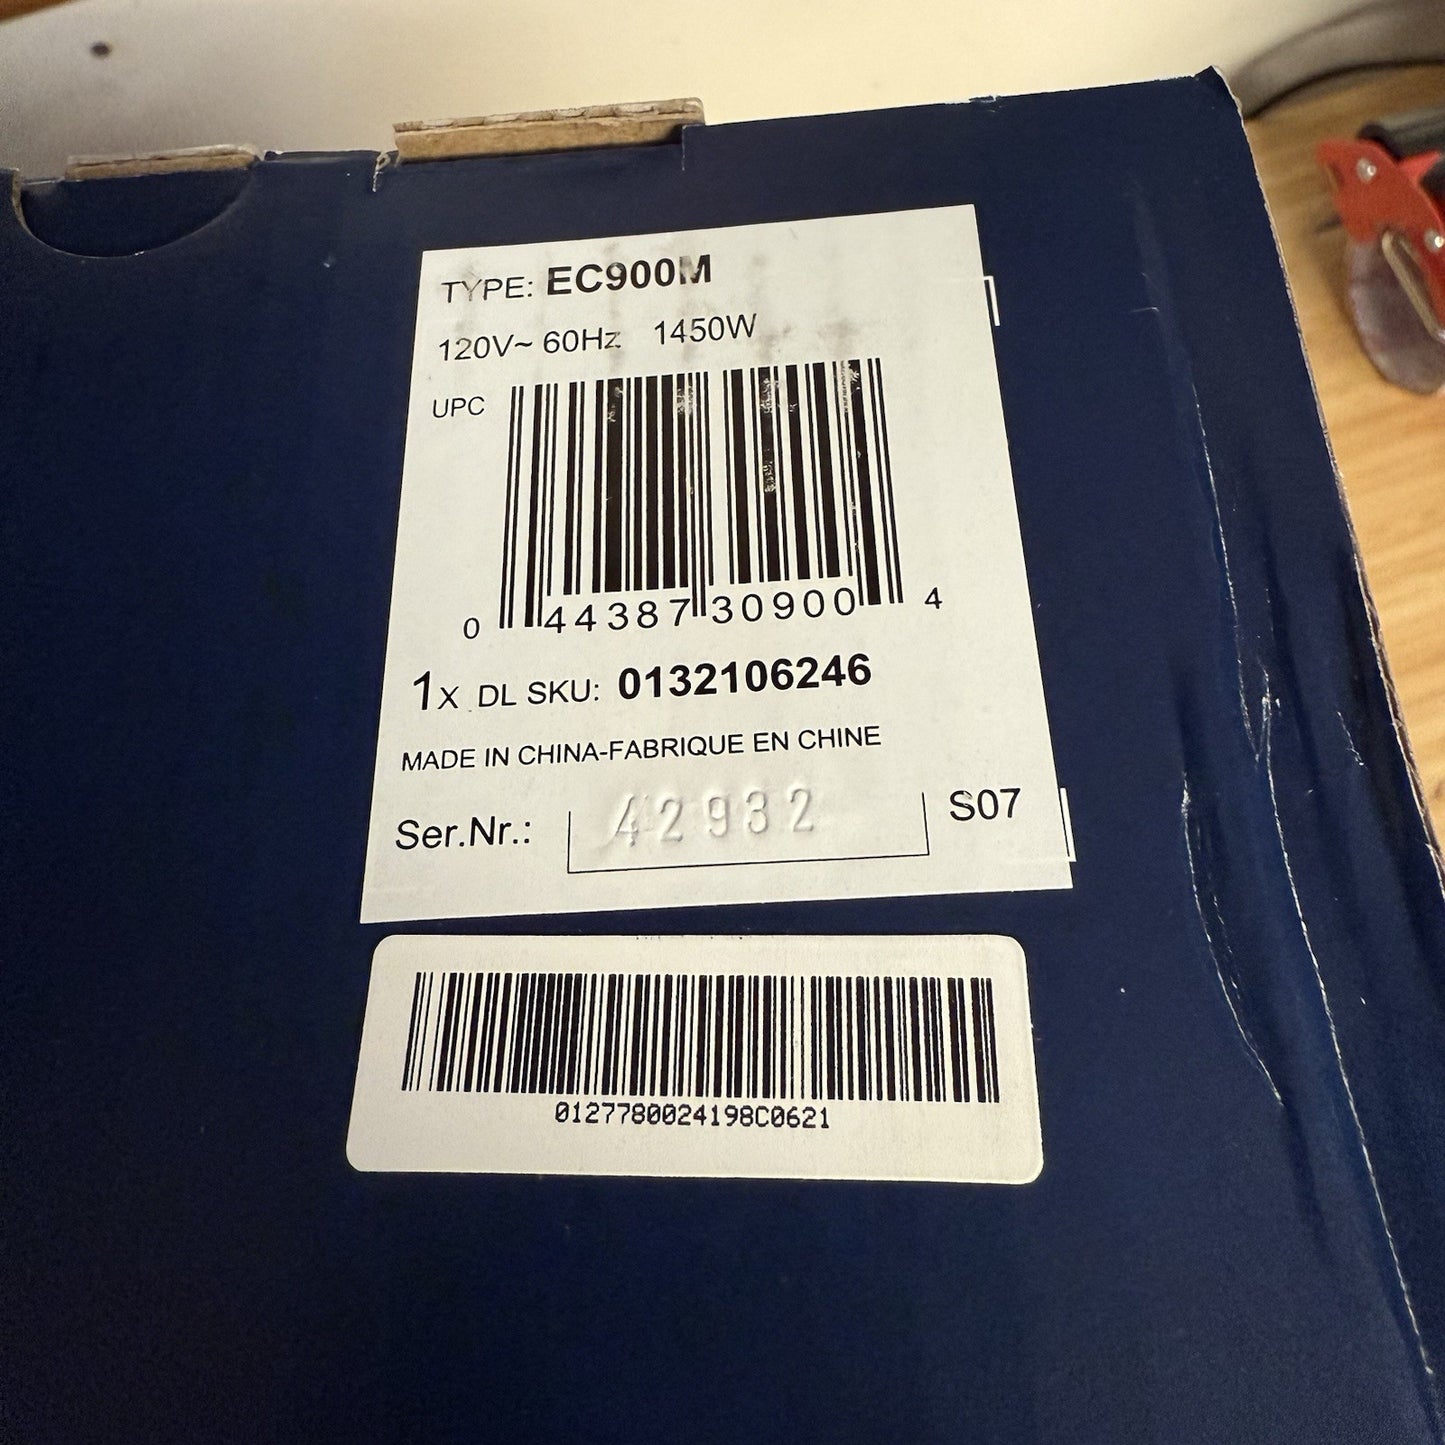 TYPE: EC900M
120V~ 60Hz 1450W
UPC
0 44387 30900 4
1x DL SKU: 0132106246
MADE IN CHINA-FABRIQUE EN CHINE
Ser.Nr.: 42932 S07
0127780024198C0621